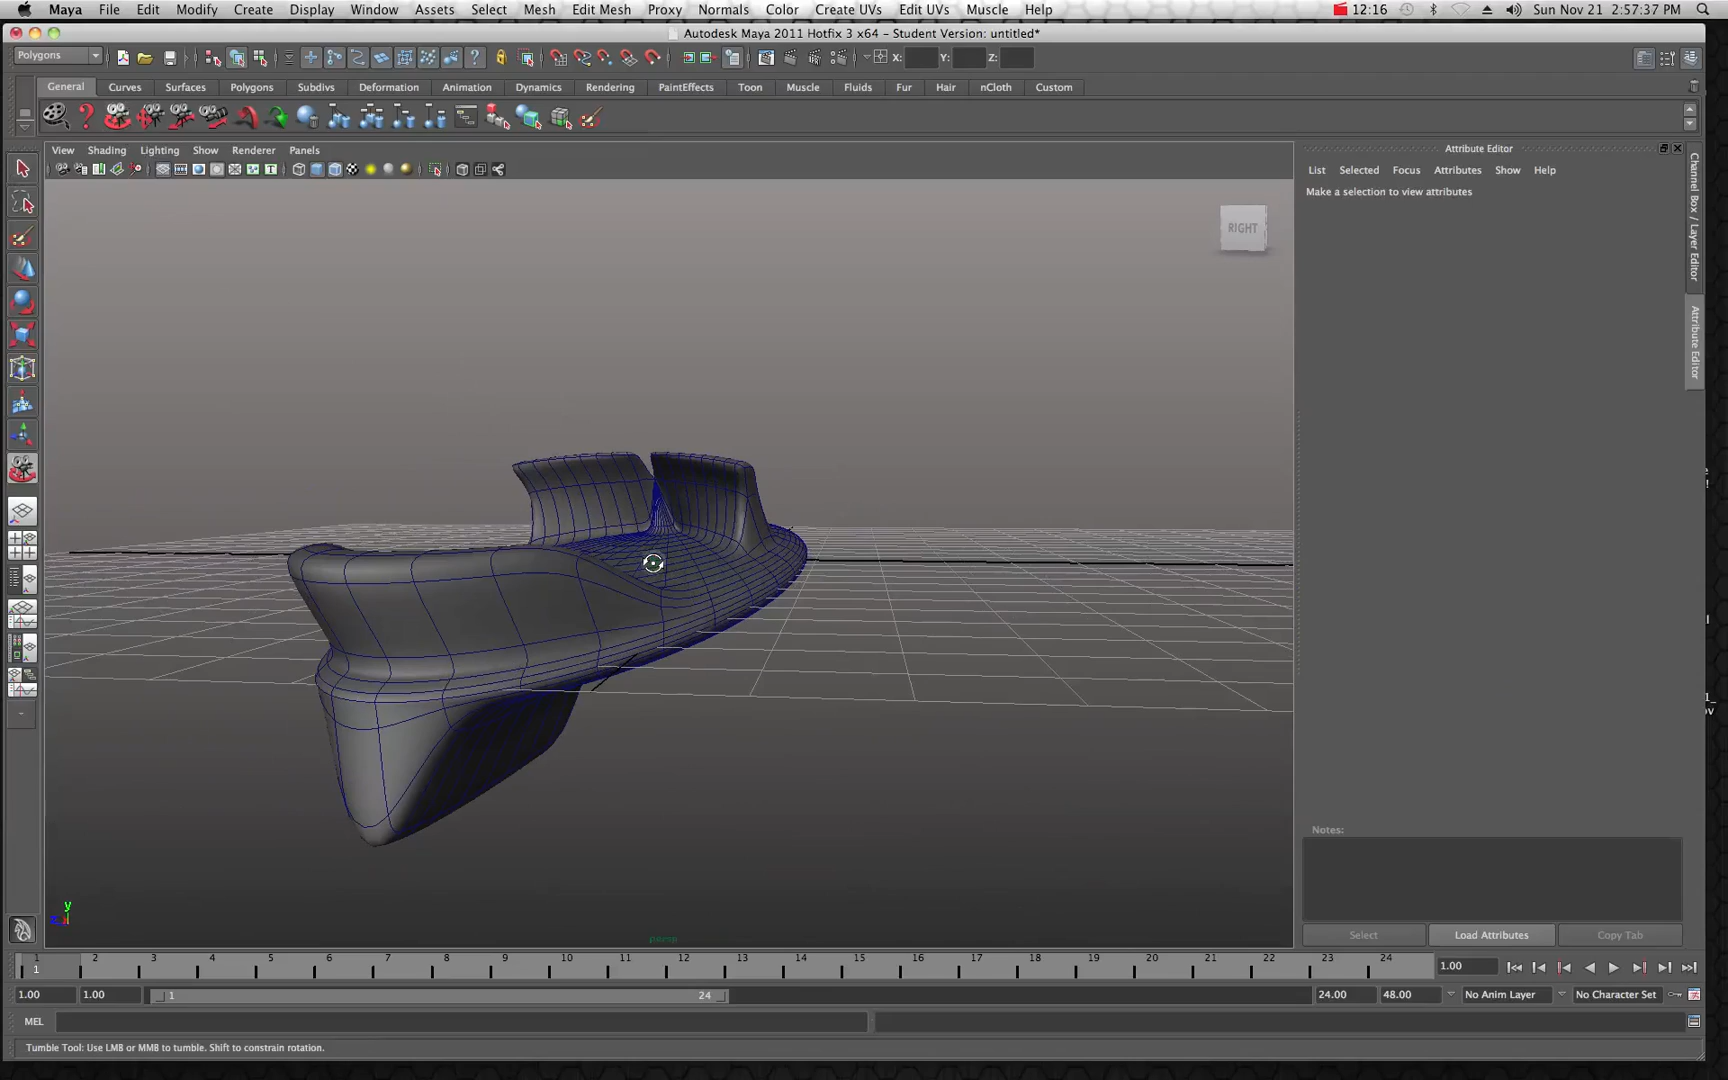 Maya File Edit Modify Create Display Window Assets Select Mesh Edit Mesh Proxy Normals Color Create UVs Edit UVs Muscle Help 12:16 Sun Nov 21 2:57:37 PM
Autodesk Maya 2011 Hotfix 3 x64 - Student Version: untitled*
Polygons X: Y: Z:
General Curves Surfaces Polygons Subdivs Deformation Animation Dynamics Rendering PaintEffects Toon Muscle Fluids Fur Hair nCloth Custom
View Shading Lighting Show Renderer Panels
Attribute Editor
List Selected Focus Attributes Show Help
Make a selection to view attributes
RIGHT
Channel Box / Layer Editor
Attribute Editor
Notes:
y
persp
Select Load Attributes Copy Tab
1 2 3 4 5 6 7 8 9 10 11 12 13 14 15 16 17 18 19 20 21 22 23 24
1 1.00
1.00 1.00 1 24 24.00 48.00 No Anim Layer No Character Set
MEL
Tumble Tool: Use LMB or MMB to tumble. Shift to constrain rotation.